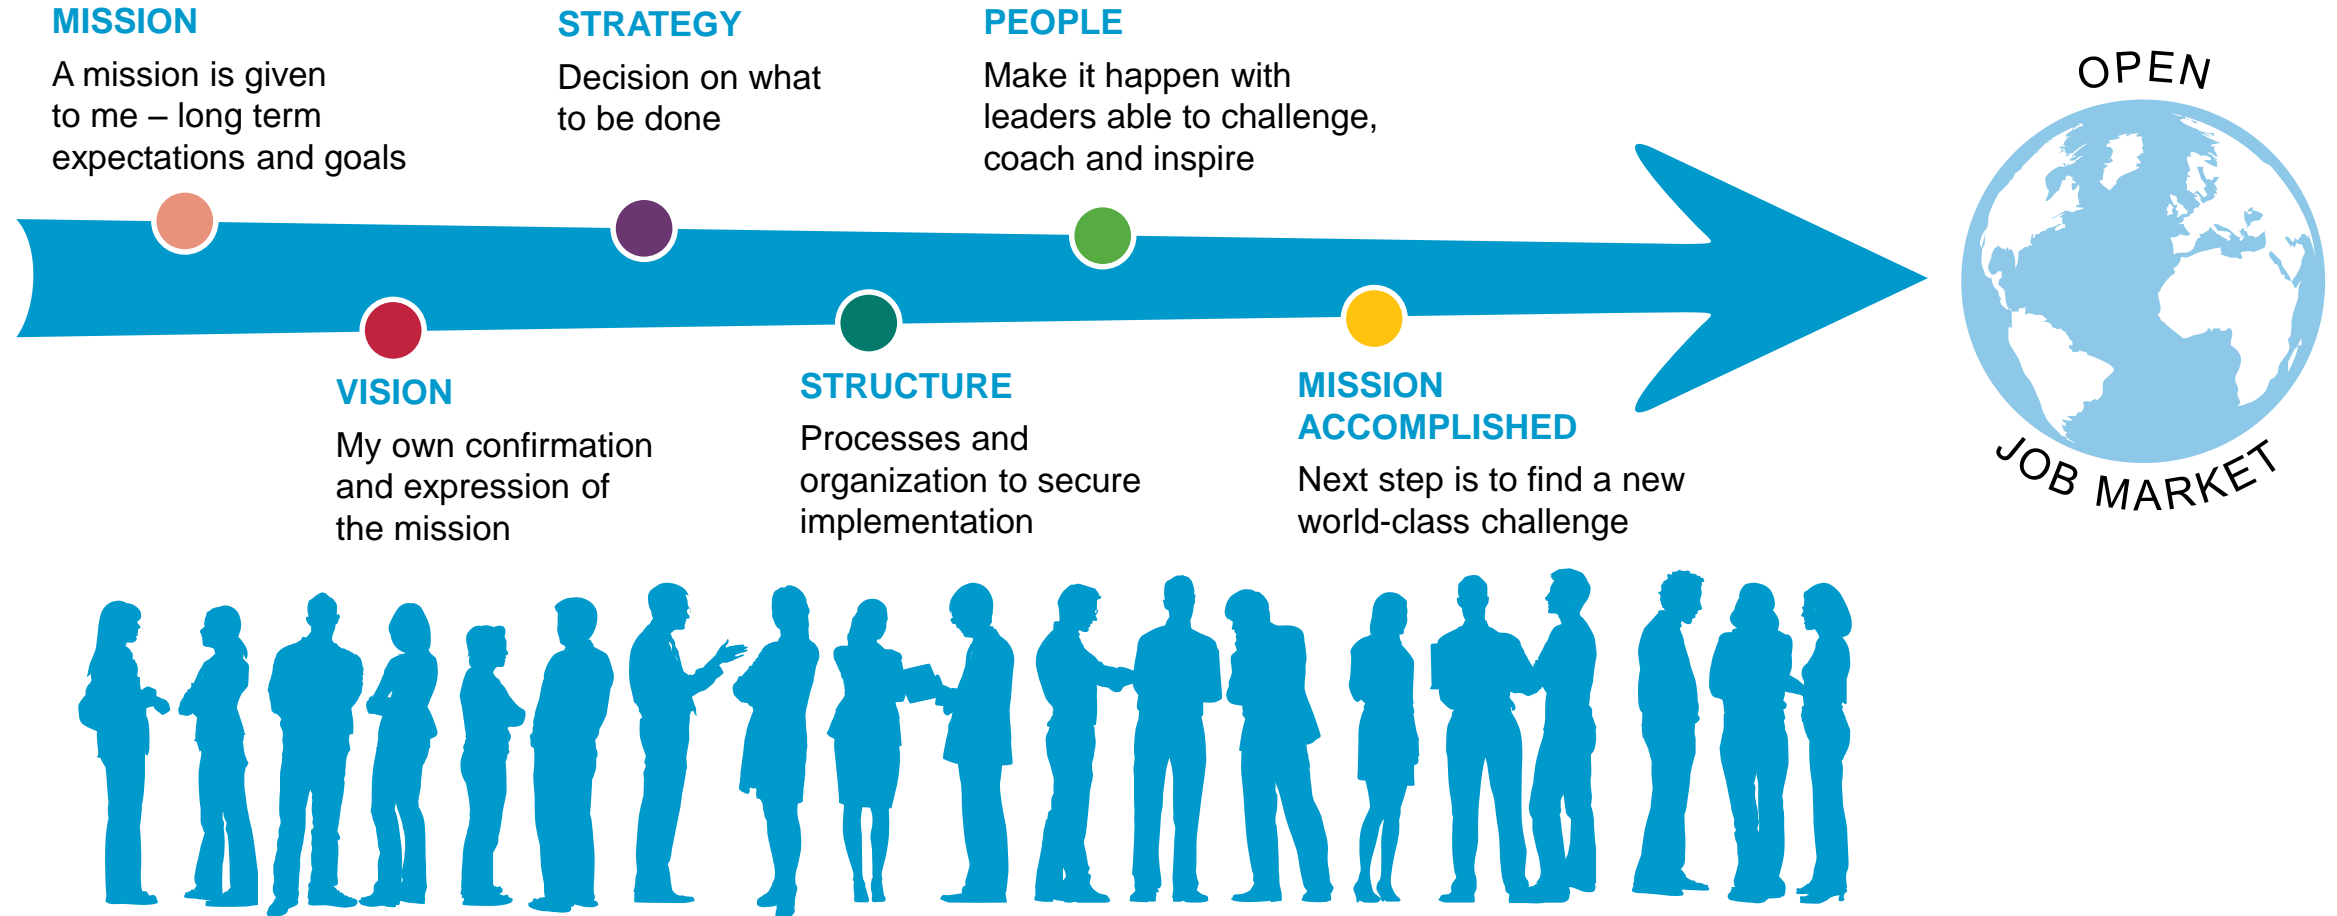 MISSION
A mission is given
to me – long term
expectations and goals
STRATEGY
Decision on what
to be done
PEOPLE
Make it happen with
leaders able to challenge,
coach and inspire
VISION
My own confirmation
and expression of
the mission
STRUCTURE
Processes and
organization to secure
implementation
MISSION
ACCOMPLISHED
Next step is to find a new
world-class challenge
OPEN
JOB MARKET